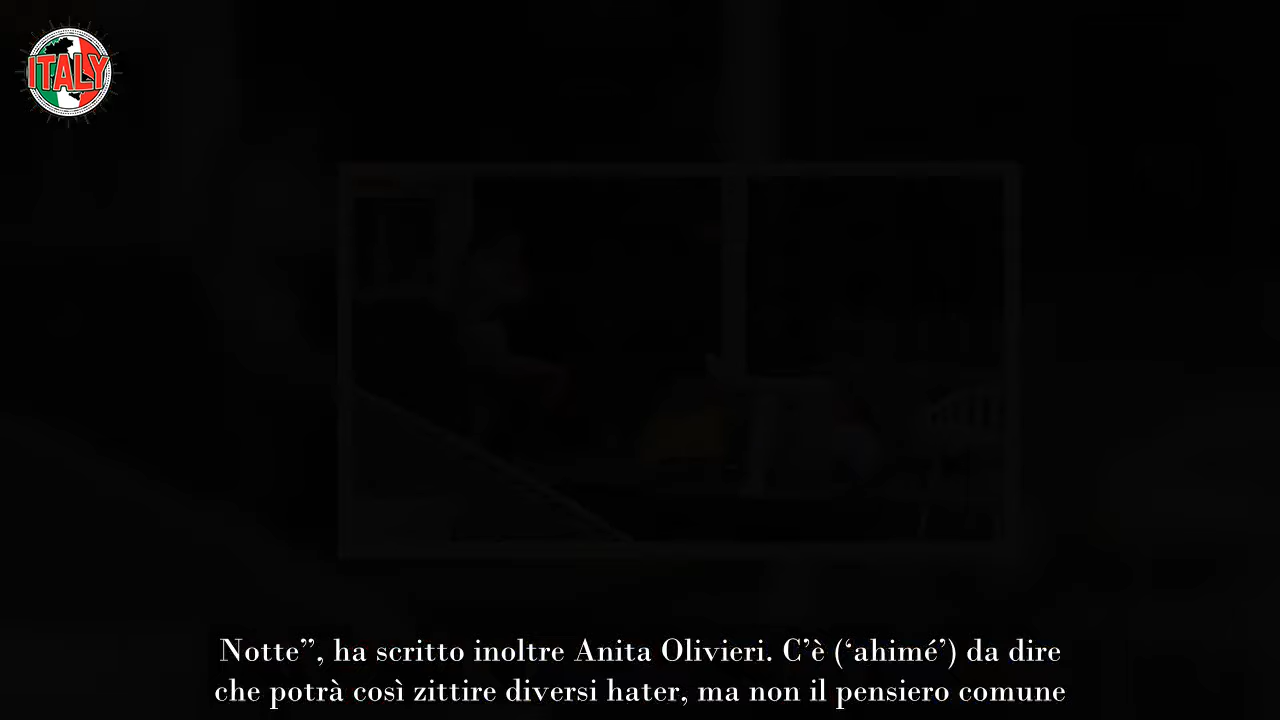 ITALY
Notte”, ha scritto inoltre Anita Olivieri. C’è (‘ahimé’) da dire
che potrà così zittire diversi hater, ma non il pensiero comune